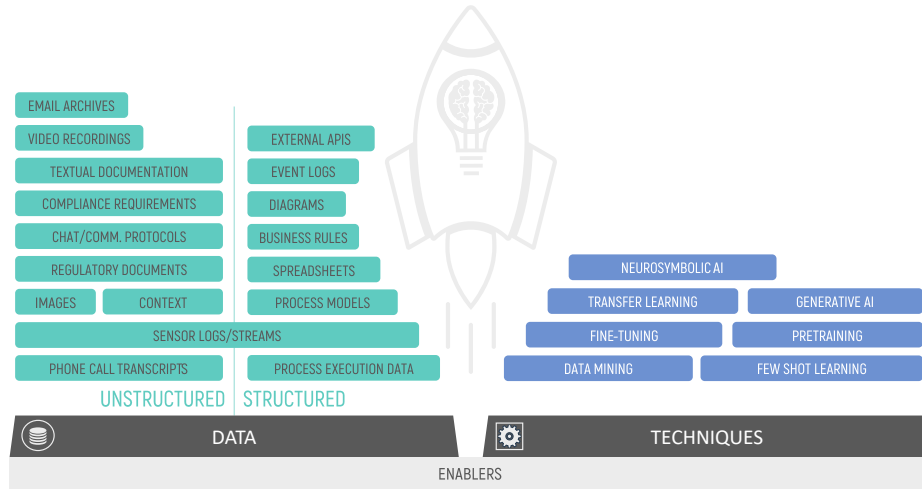 EMAIL ARCHIVES
VIDEO RECORDINGS
TEXTUAL DOCUMENTATION
COMPLIANCE REQUIREMENTS
CHAT/COMM. PROTOCOLS
REGULATORY DOCUMENTS
IMAGES
CONTEXT
SENSOR LOGS/STREAMS
PHONE CALL TRANSCRIPTS
UNSTRUCTURED
EXTERNAL APIS
EVENT LOGS
DIAGRAMS
BUSINESS RULES
SPREADSHEETS
PROCESS MODELS
PROCESS EXECUTION DATA
STRUCTURED
DATA
NEUROSYMBOLIC AI
TRANSFER LEARNING
GENERATIVE AI
FINE-TUNING
PRETRAINING
DATA MINING
FEW SHOT LEARNING
TECHNIQUES
ENABLERS